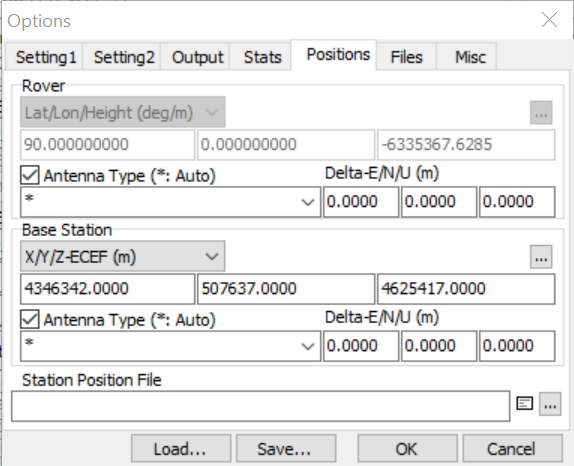 Options
Setting1 Setting2 Output Stats Positions Files Misc
Rover
Lat/Lon/Height (deg/m) ...
90.000000000 0.000000000 -6335367.6285
Antenna Type (*: Auto) Delta-E/N/U (m)
* 0.0000 0.0000 0.0000
Base Station
X/Y/Z-ECEF (m) ...
4346342.0000 507637.0000 4625417.0000
Antenna Type (*: Auto) Delta-E/N/U (m)
* 0.0000 0.0000 0.0000
Station Position File
...
Load... Save... OK Cancel